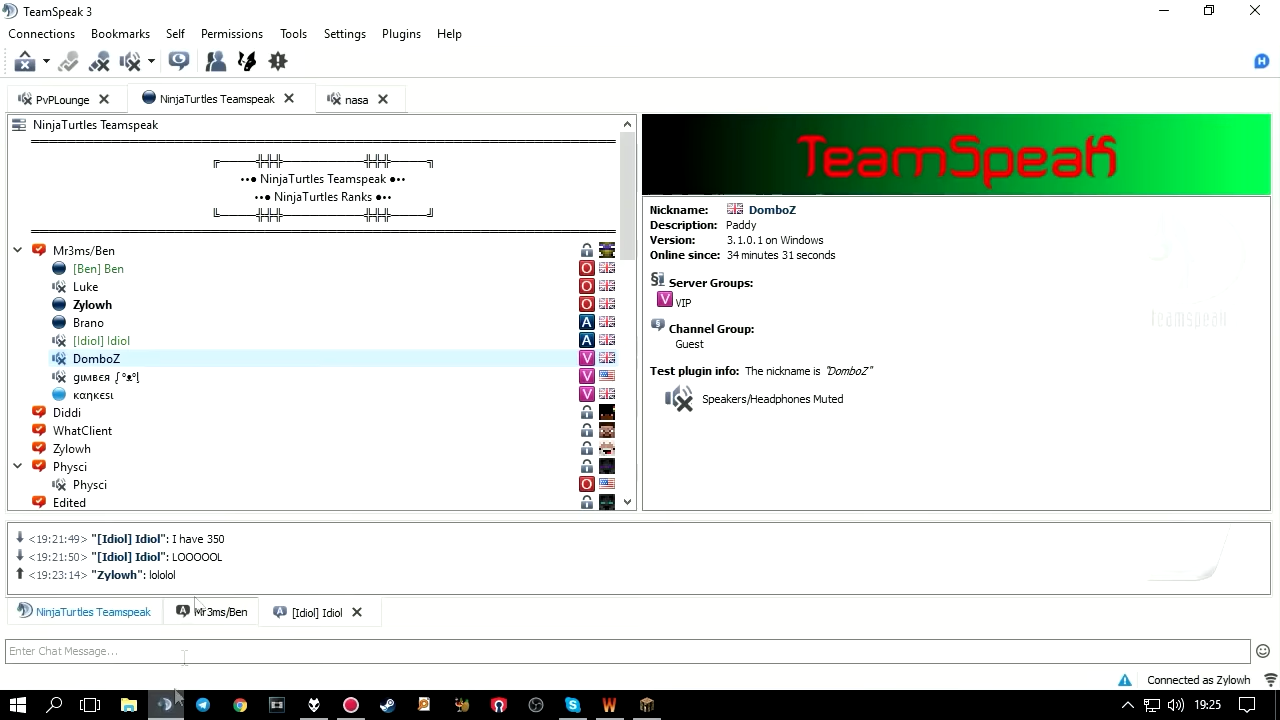 TeamSpeak 3
Connections Bookmarks Self Permissions Tools Settings Plugins Help
PvPLounge NinjaTurtles Teamspeak nasa
NinjaTurtles Teamspeak
••● NinjaTurtles Teamspeak ●••
••● NinjaTurtles Ranks ●••
Mr3ms/Ben
[Ben] Ben
Luke
Zylowh
Brano
[Idiol] Idiol
DomboZ
gιмвєя ʃ°ᴥ°ʃ
кαηкєѕι
Diddi
WhatClient
Zylowh
Physci
Physci
Edited
TeamSpeak
Nickname: DomboZ
Description: Paddy
Version: 3.1.0.1 on Windows
Online since: 34 minutes 31 seconds
Server Groups:
VIP
Channel Group:
Guest
Test plugin info: The nickname is "DomboZ"
Speakers/Headphones Muted
teamspeak
<19:21:49> "[Idiol] Idiol": I have 350
<19:21:50> "[Idiol] Idiol": LOOOOOL
<19:23:14> "Zylowh": lololol
NinjaTurtles Teamspeak Mr3ms/Ben [Idiol] Idiol
Enter Chat Message...
Connected as Zylowh
19:25